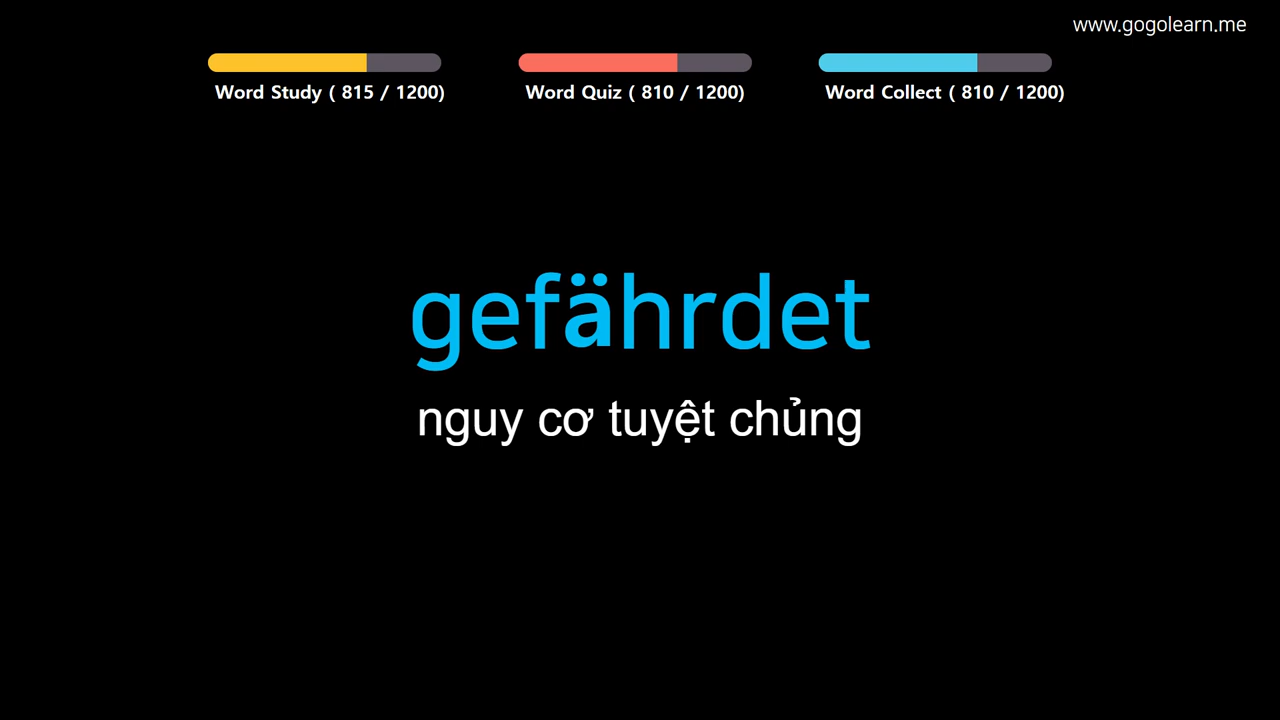 www.gogolearn.me
Word Study ( 815 / 1200)
Word Quiz ( 810 / 1200)
Word Collect ( 810 / 1200)
gefährdet
nguy cơ tuyệt chủng